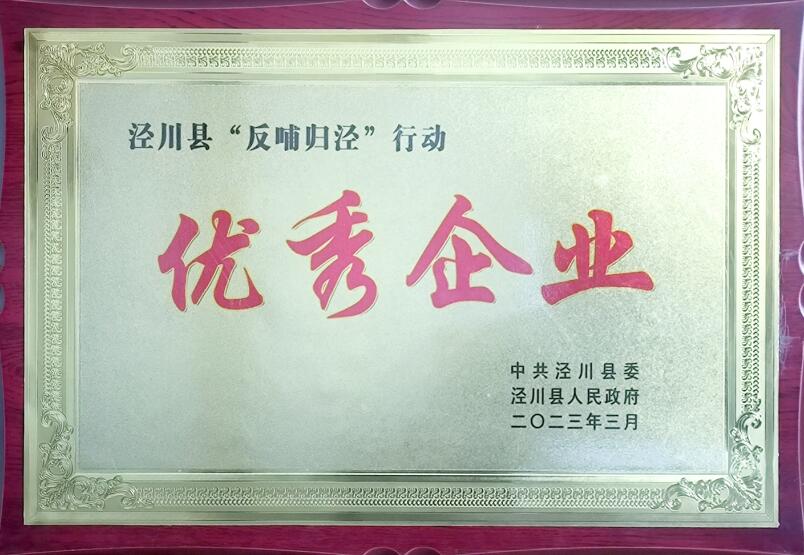 泾川县“反哺归泾”行动
优秀企业
中共泾川县委
泾川县人民政府
二〇二三年三月